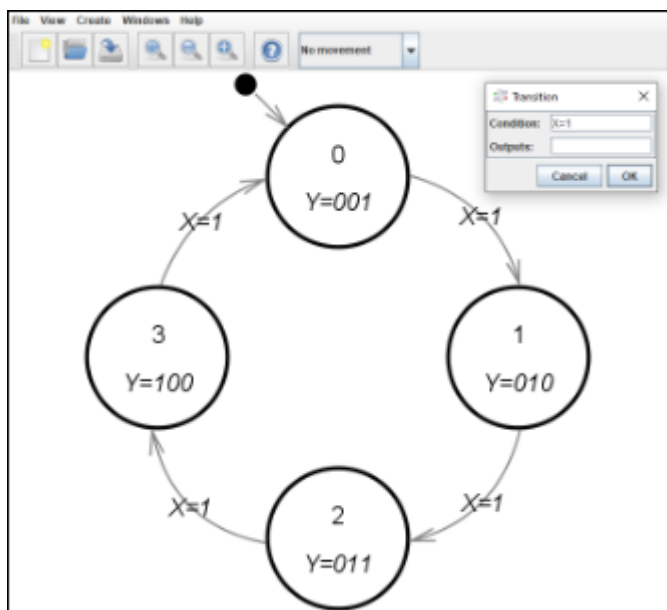 File View Create Windows Help
No movement
Transition
Condition: X=1
Outputs:
Cancel OK
0
Y=001
X=1
X=1
3
Y=100
1
Y=010
X=1
X=1
2
Y=011